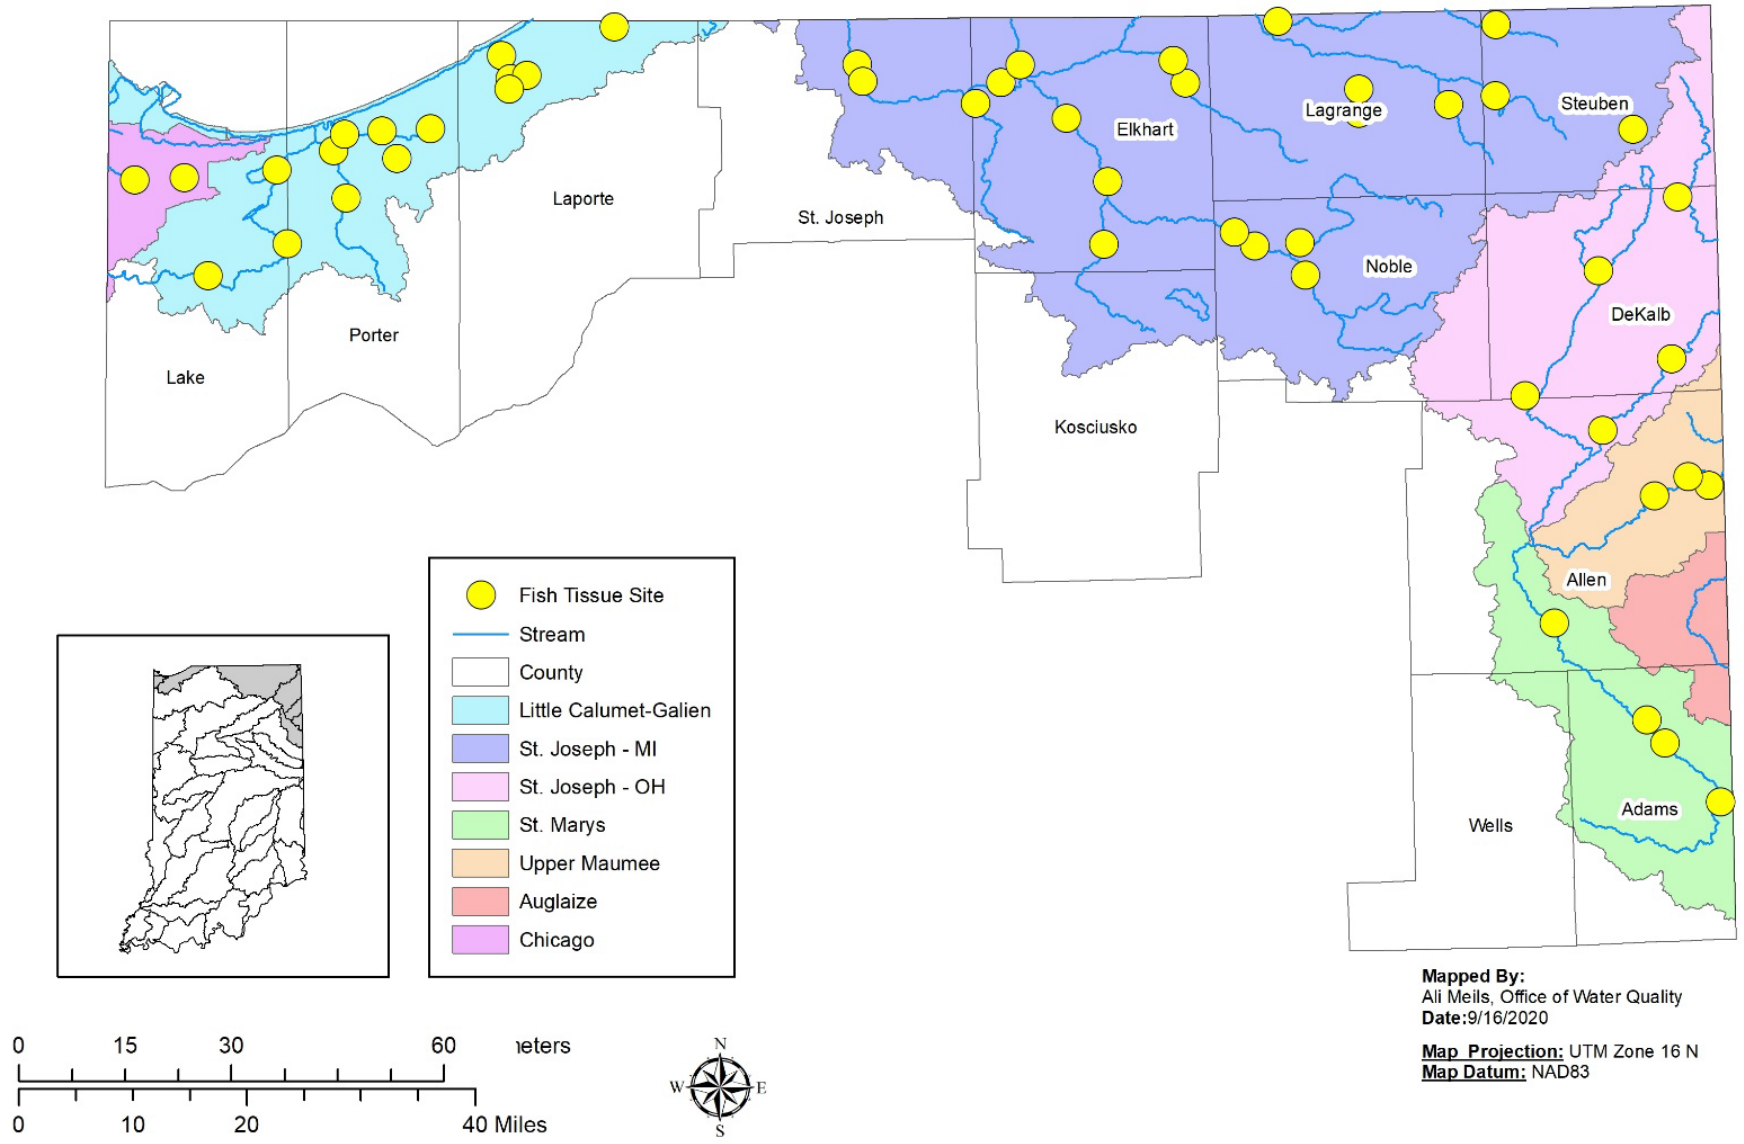 Steuben
Lagrange
Elkhart
Laporte
St. Joseph
Noble
DeKalb
Porter
Lake
Kosciusko
Allen
Adams
Wells
Fish Tissue Site
Stream
County
Little Calumet-Galien
St. Joseph - MI
St. Joseph - OH
St. Marys
Upper Maumee
Auglaize
Chicago
Mapped By:
Ali Meils, Office of Water Quality
Date:9/16/2020
Map Projection: UTM Zone 16 N
Map Datum: NAD83
0 15 30 60 eters
0 10 20 40 Miles
N
W E
S